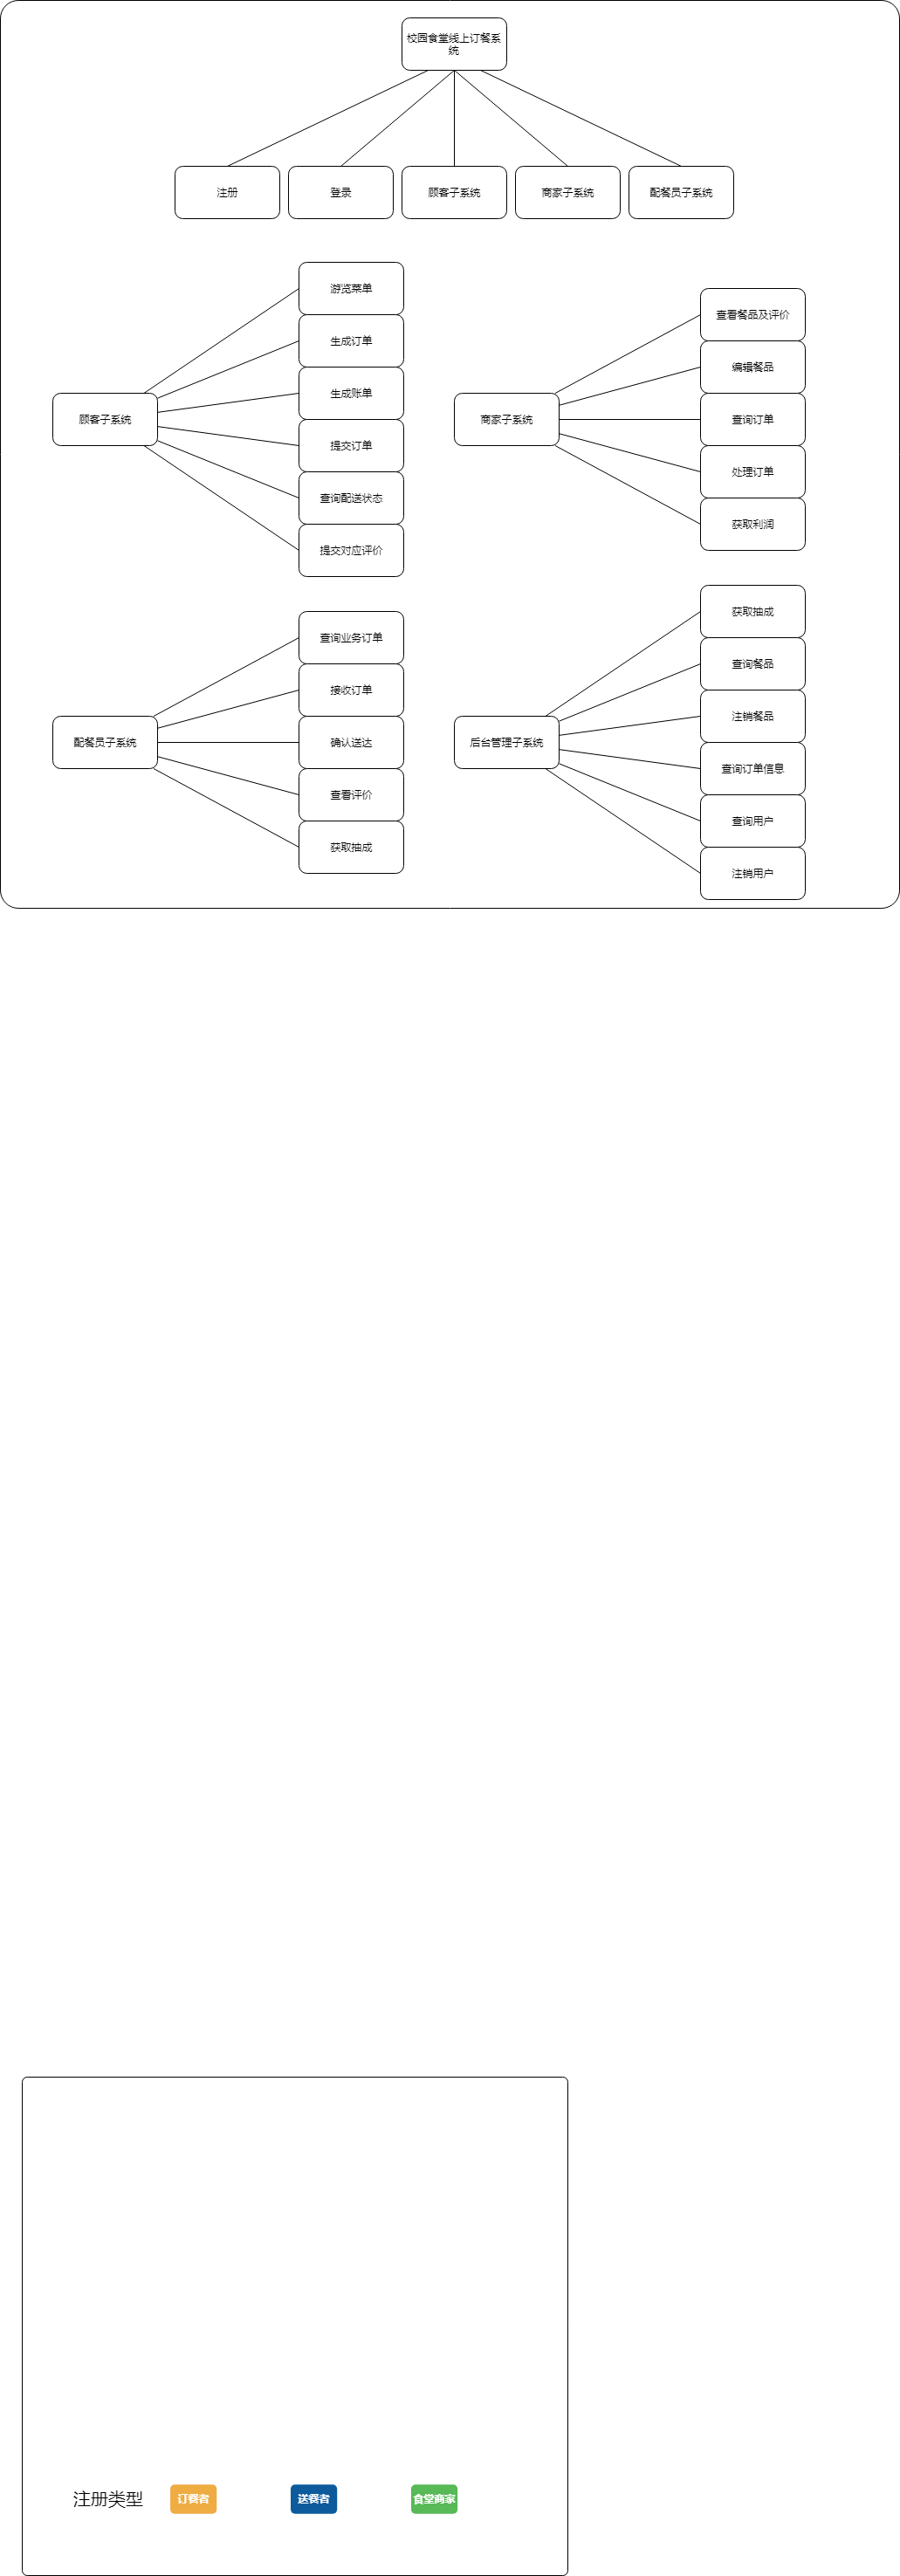 校园食堂线上订餐系
统
注册
登录
顾客子系统
商家子系统
配餐员子系统
顾客子系统
游览菜单
生成订单
生成账单
提交订单
查询配送状态
提交对应评价
商家子系统
查看餐品及评价
编辑餐品
查询订单
处理订单
获取利润
配餐员子系统
查询业务订单
接收订单
确认送达
查看评价
获取抽成
后台管理子系统
获取抽成
查询餐品
注销餐品
查询订单信息
查询用户
注销用户
注册类型
订餐者
送餐者
食堂商家